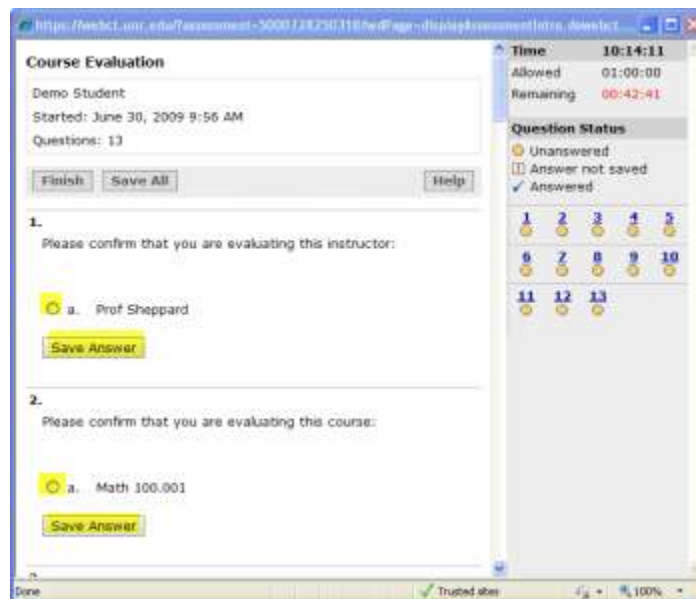 Course Evaluation
Demo Student
Started: June 30, 2009 9:56 AM
Questions: 13
Finish Save All Help
1.
Please confirm that you are evaluating this instructor:
a. Prof Sheppard
Save Answer
2.
Please confirm that you are evaluating this course:
a. Math 100.001
Save Answer
Time 10:14:11
Allowed 01:00:00
Remaining 00:42:41
Question Status
Unanswered
Answer not saved
Answered
1 2 3 4 5
6 7 8 9 10
11 12 13
Done Trusted sites 100%